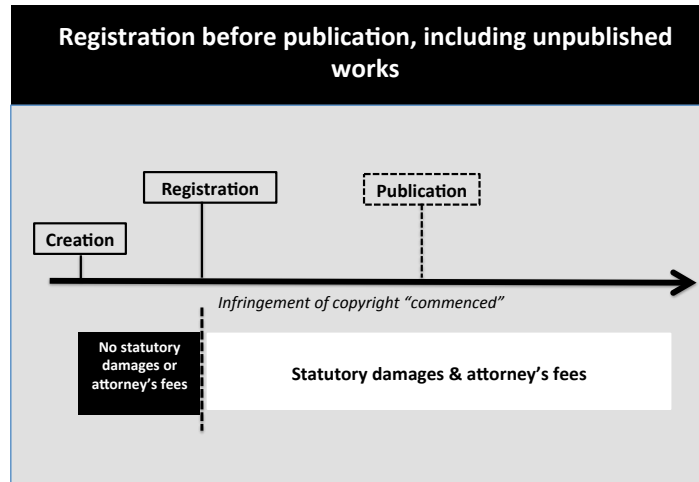 Registration before publication, including unpublished
works
Registration
Publication
Creation
Infringement of copyright “commenced”
No statutory
damages or
attorney’s fees
Statutory damages & attorney’s fees